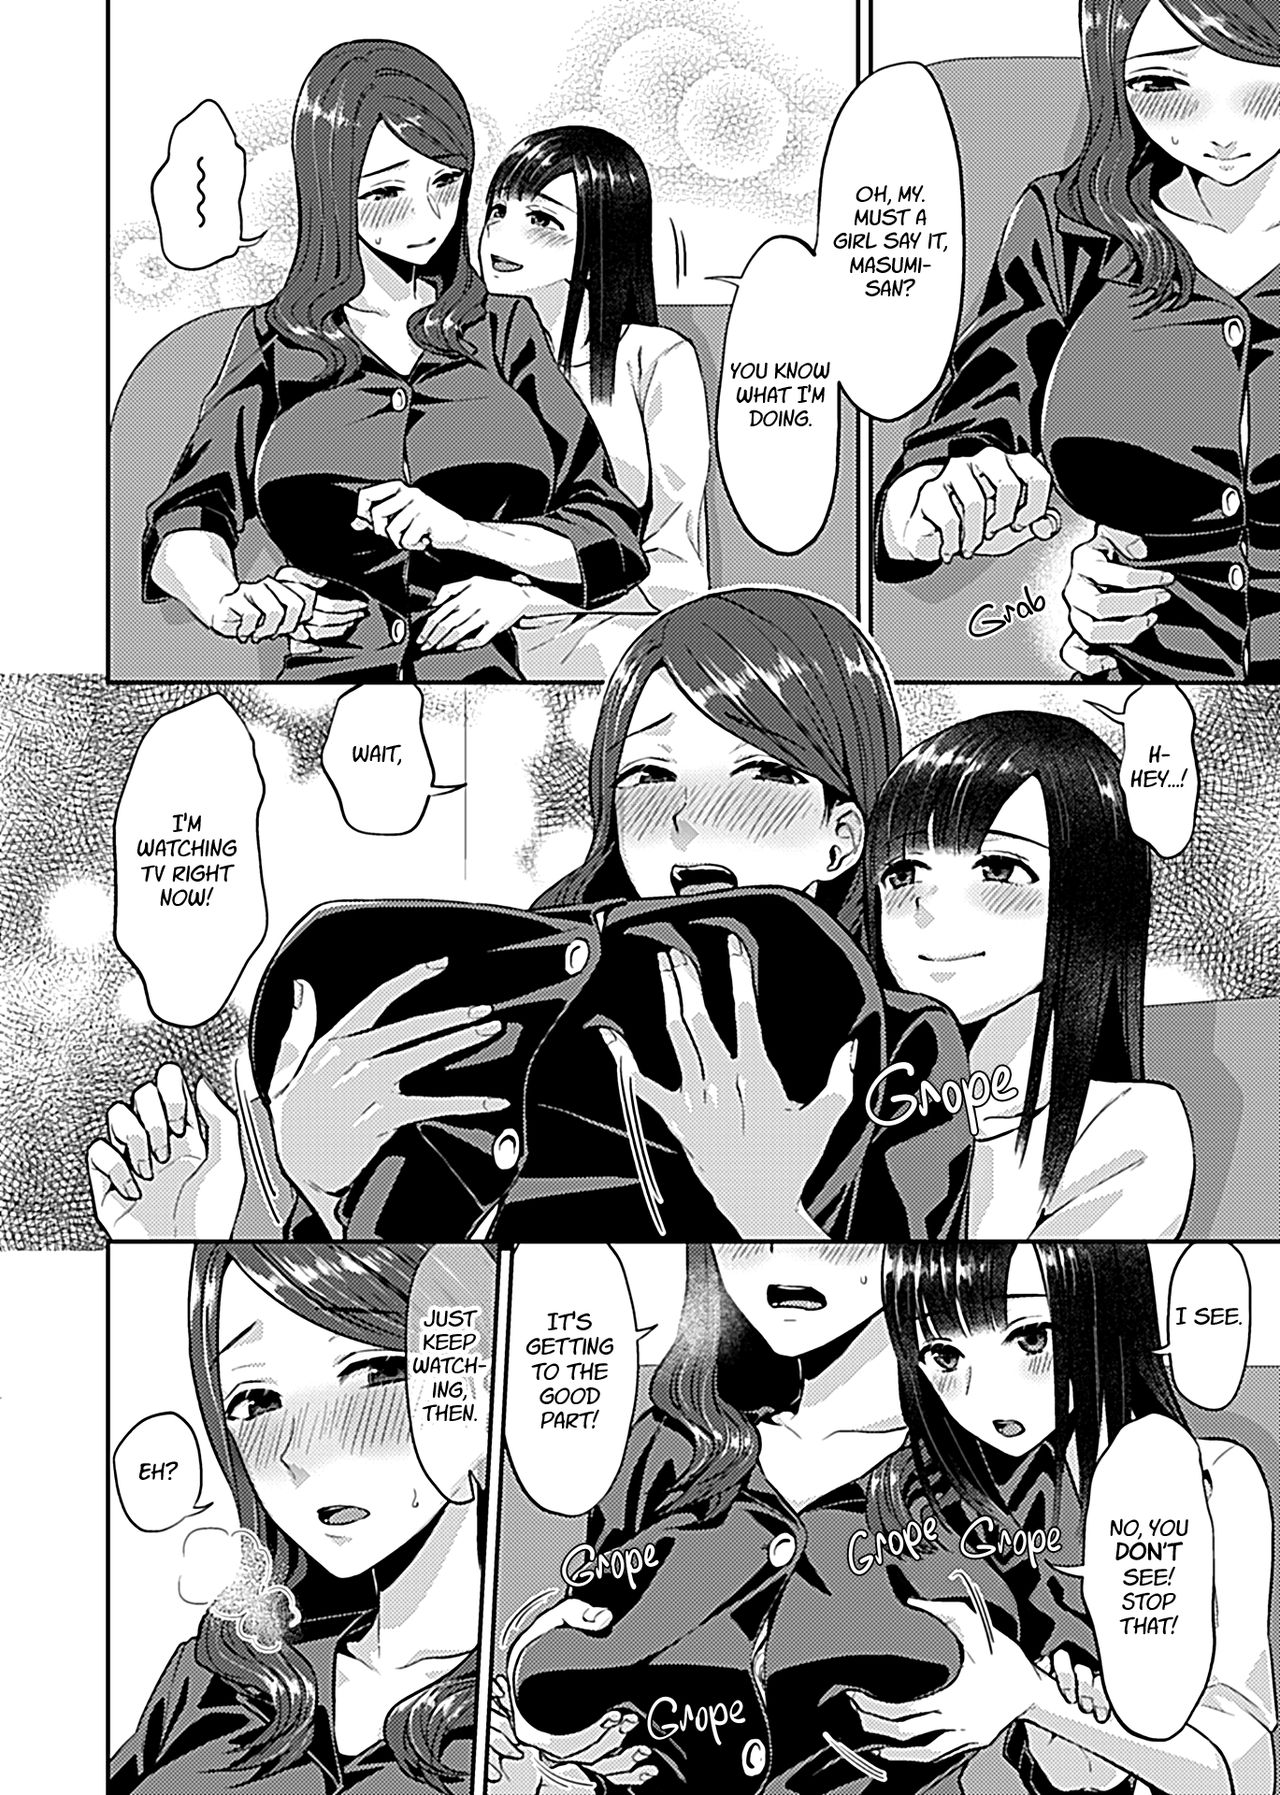 OH, MY.
MUST A
GIRL SAY IT,
MASUMI-
SAN?
YOU KNOW
WHAT I'M
DOING.
Grab
H-
HEY...!
WAIT,
I'M
WATCHING
TV RIGHT
NOW!
Grope
I SEE.
NO, YOU
DON'T
SEE!
STOP
THAT!
IT'S
GETTING
TO THE
GOOD
PART!
Grope
Grope
Grope
Grope
JUST
KEEP
WATCH-
ING,
THEN.
EH?